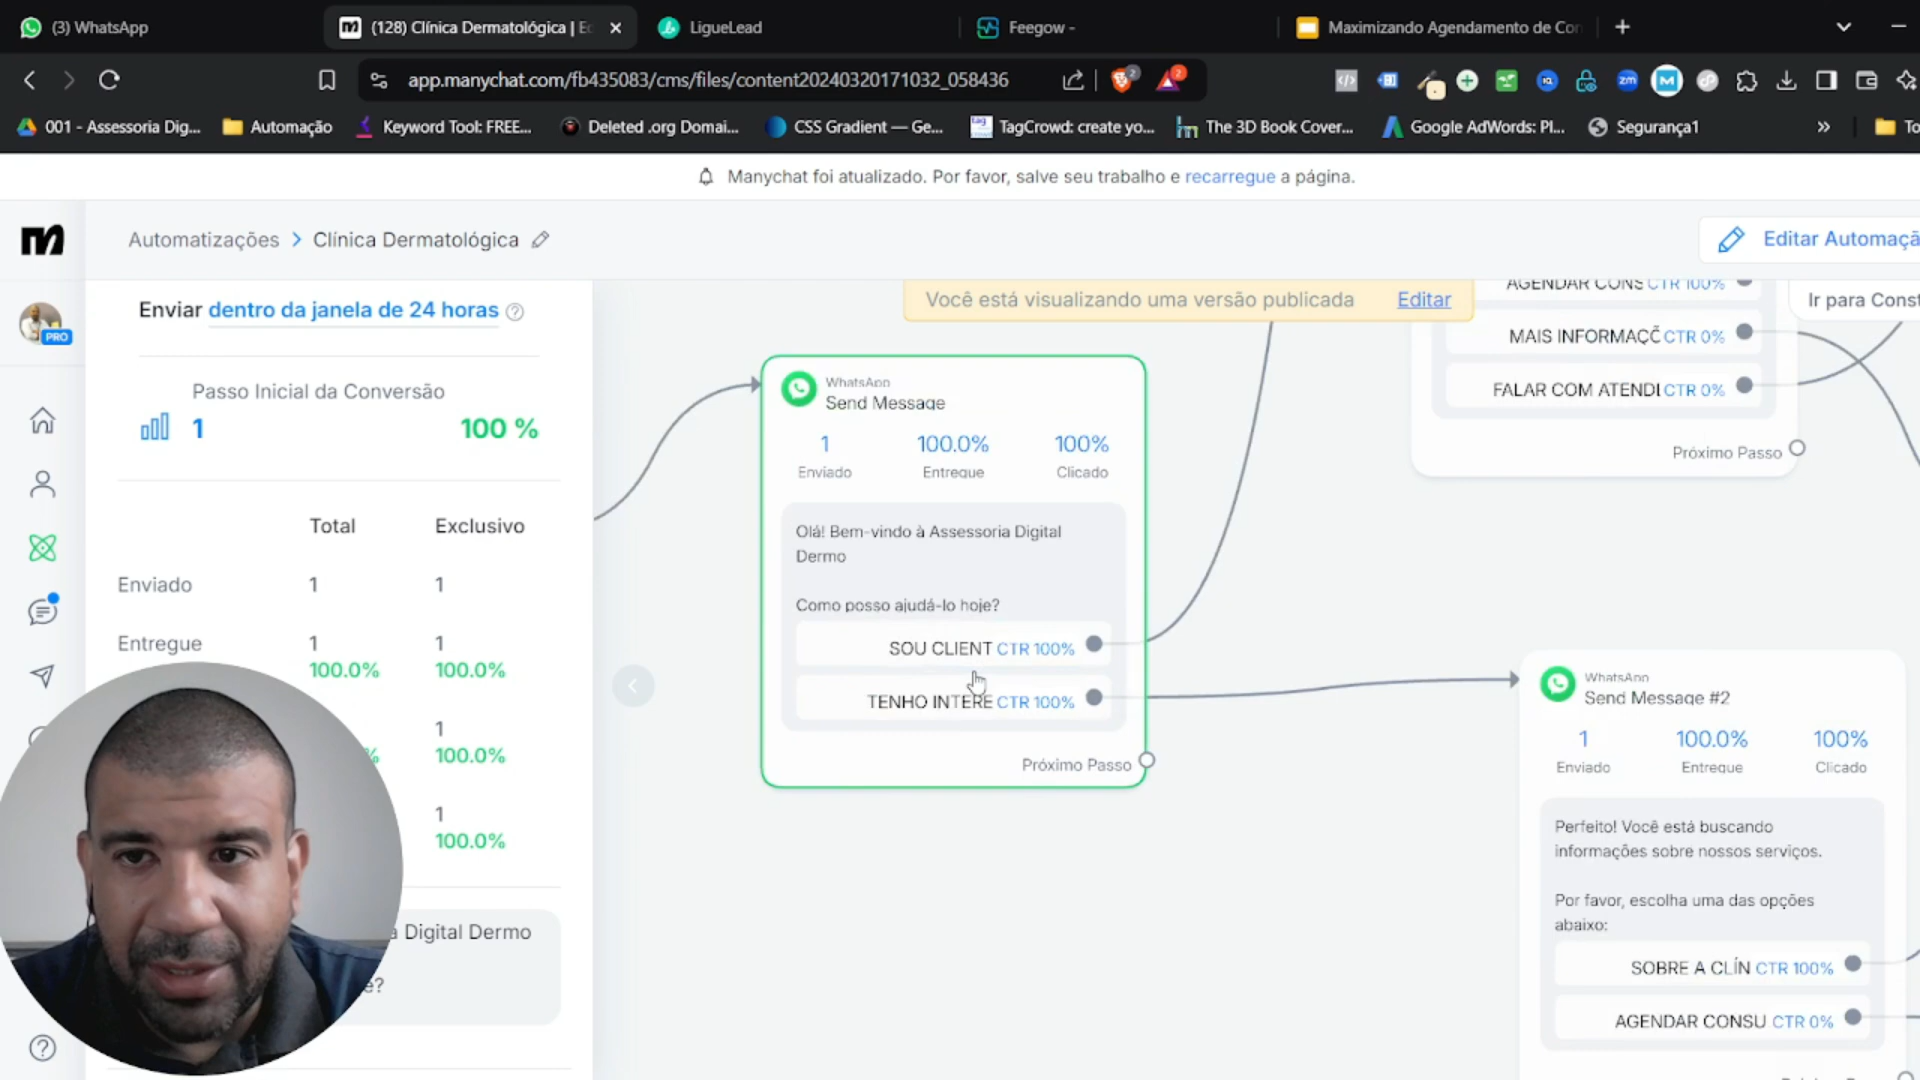 (3) WhatsApp
(128) Clínica Dermatológica | Ec
LigueLead
Feegow -
Maximizando Agendamento de Con
app.manychat.com/fb435083/cms/files/content20240320171032_058436
2
2
001 - Assessoria Dig...
Automação
Keyword Tool: FREE...
Deleted .org Domai...
CSS Gradient — Ge...
TagCrowd: create yo...
The 3D Book Cover...
Google AdWords: Pl...
Segurança1
»
To
Manychat foi atualizado. Por favor, salve seu trabalho e recarregue a página.
Automatizações > Clínica Dermatológica
Editar Automaçã
PRO
Enviar dentro da janela de 24 horas
Passo Inicial da Conversão
1
100 %
Total
Exclusivo
Enviado
1
1
Entregue
1
100.0%
1
100.0%
%
1
100.0%
1
100.0%
a Digital Dermo
e?
Você está visualizando uma versão publicada
Editar
WhatsApp
Send Message
1
Enviado
100.0%
Entregue
100%
Clicado
Olá! Bem-vindo à Assessoria Digital
Dermo
Como posso ajudá-lo hoje?
SOU CLIENT CTR 100%
TENHO INTERE CTR 100%
Próximo Passo
AGENDAR CONS CTR 100%
MAIS INFORMAÇÕ CTR 0%
FALAR COM ATENDI CTR 0%
Próximo Passo
Ir para Const
WhatsApp
Send Message #2
1
Enviado
100.0%
Entregue
100%
Clicado
Perfeito! Você está buscando
informações sobre nossos serviços.
Por favor, escolha uma das opções
abaixo:
SOBRE A CLÍN CTR 100%
AGENDAR CONSU CTR 0%